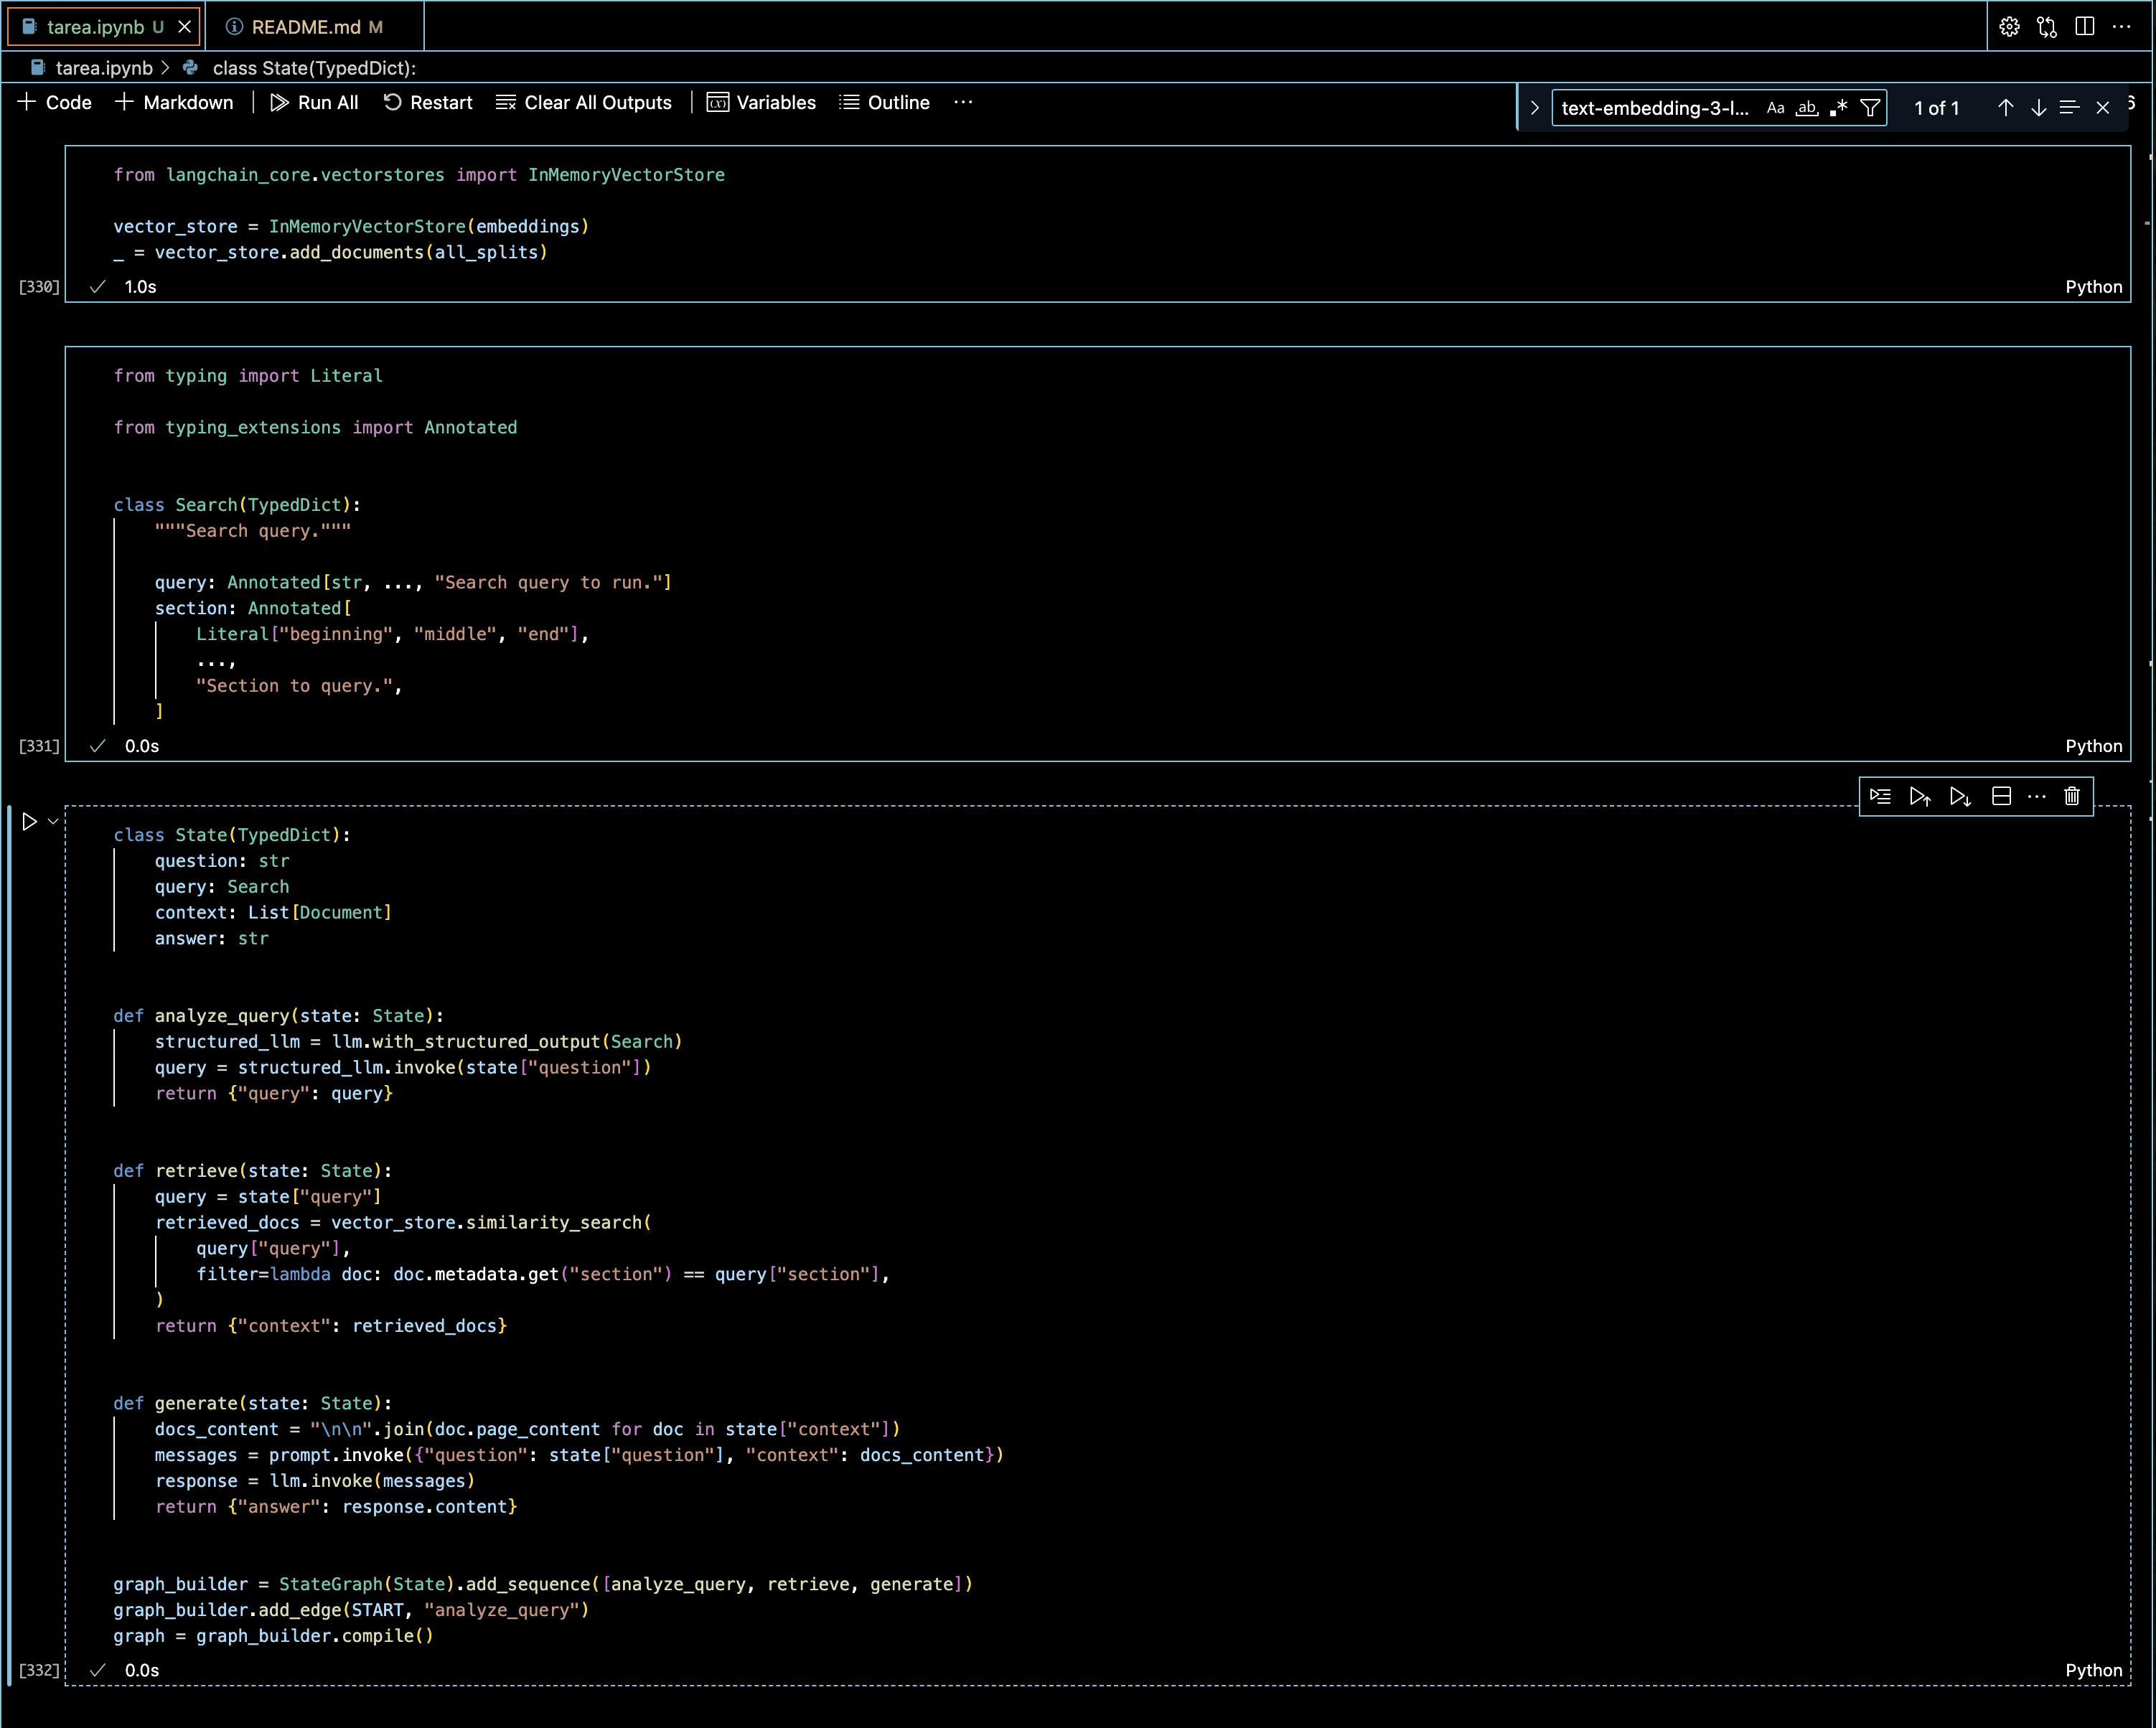 tarea.ipynb U
README.md M
tarea.ipynb > class State(TypedDict):
+ Code + Markdown Run All Restart Clear All Outputs Variables Outline ...
text-embedding-3-l... Aa ab .* 1 of 1
from langchain_core.vectorstores import InMemoryVectorStore
vector_store = InMemoryVectorStore(embeddings)
_ = vector_store.add_documents(all_splits)
[330] ✓ 1.0s Python
from typing import Literal
from typing_extensions import Annotated
class Search(TypedDict):
    """Search query."""
    query: Annotated[str, ..., "Search query to run."]
    section: Annotated[
        Literal["beginning", "middle", "end"],
        ...,
        "Section to query.",
    ]
[331] ✓ 0.0s Python
class State(TypedDict):
    question: str
    query: Search
    context: List[Document]
    answer: str
def analyze_query(state: State):
    structured_llm = llm.with_structured_output(Search)
    query = structured_llm.invoke(state["question"])
    return {"query": query}
def retrieve(state: State):
    query = state["query"]
    retrieved_docs = vector_store.similarity_search(
        query["query"],
        filter=lambda doc: doc.metadata.get("section") == query["section"],
    )
    return {"context": retrieved_docs}
def generate(state: State):
    docs_content = "\n\n".join(doc.page_content for doc in state["context"])
    messages = prompt.invoke({"question": state["question"], "context": docs_content})
    response = llm.invoke(messages)
    return {"answer": response.content}
graph_builder = StateGraph(State).add_sequence([analyze_query, retrieve, generate])
graph_builder.add_edge(START, "analyze_query")
graph = graph_builder.compile()
[332] ✓ 0.0s Python